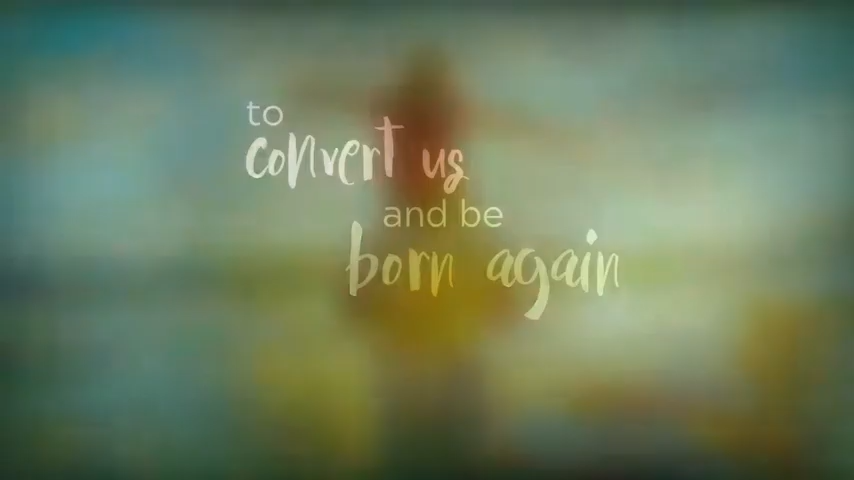 to
convert us
and be
born again